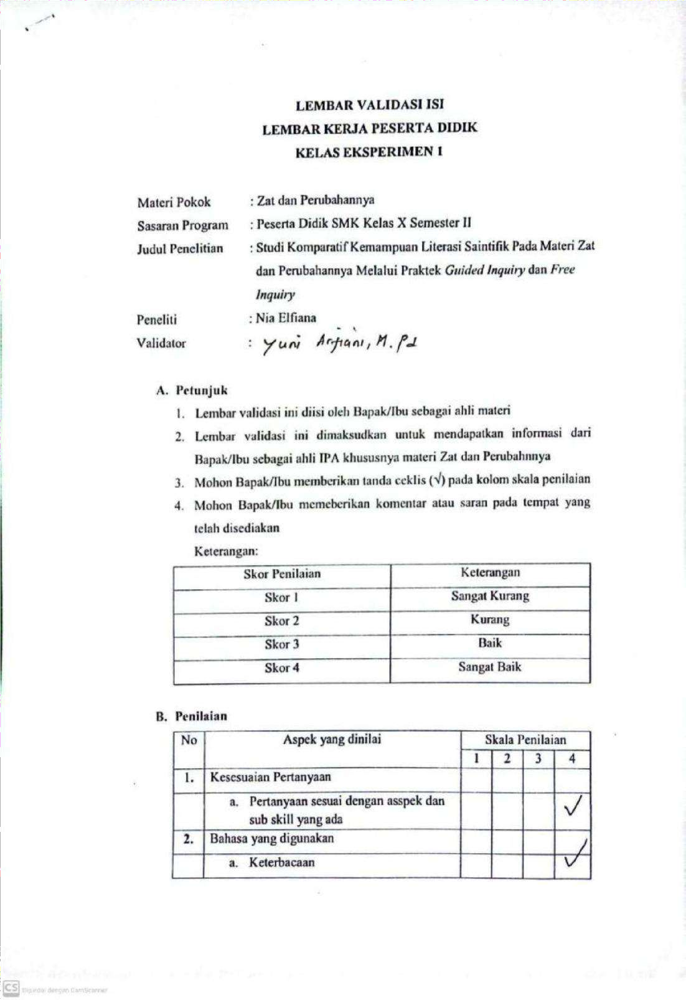 LEMBAR VALIDASI ISI
LEMBAR KERJA PESERTA DIDIK
KELAS EKSPERIMEN I
Materi Pokok : Zat dan Perubahannya
Sasaran Program : Peserta Didik SMK Kelas X Semester II
Judul Penelitian : Studi Komparatif Kemampuan Literasi Saintifik Pada Materi Zat
dan Perubahannya Melalui Praktek Guided Inquiry dan Free
Inquiry
Peneliti : Nia Elfiana
Validator : Yuni Arfiani, M.Pd
A. Petunjuk
1. Lembar validasi ini diisi oleh Bapak/Ibu sebagai ahli materi
2. Lembar validasi ini dimaksudkan untuk mendapatkan informasi dari
Bapak/Ibu sebagai ahli IPA khususnya materi Zat dan Perubahnnya
3. Mohon Bapak/Ibu memberikan tanda ceklis (√) pada kolom skala penilaian
4. Mohon Bapak/Ibu memeberikan komentar atau saran pada tempat yang
telah disediakan
Keterangan:
Skor Penilaian Keterangan
Skor 1 Sangat Kurang
Skor 2 Kurang
Skor 3 Baik
Skor 4 Sangat Baik
B. Penilaian
No Aspek yang dinilai Skala Penilaian
1 2 3 4
1. Kesesuaian Pertanyaan
a. Pertanyaan sesuai dengan asspek dan ✓
sub skill yang ada
2. Bahasa yang digunakan
a. Keterbacaan ✓
CS Dipindai dengan CamScanner